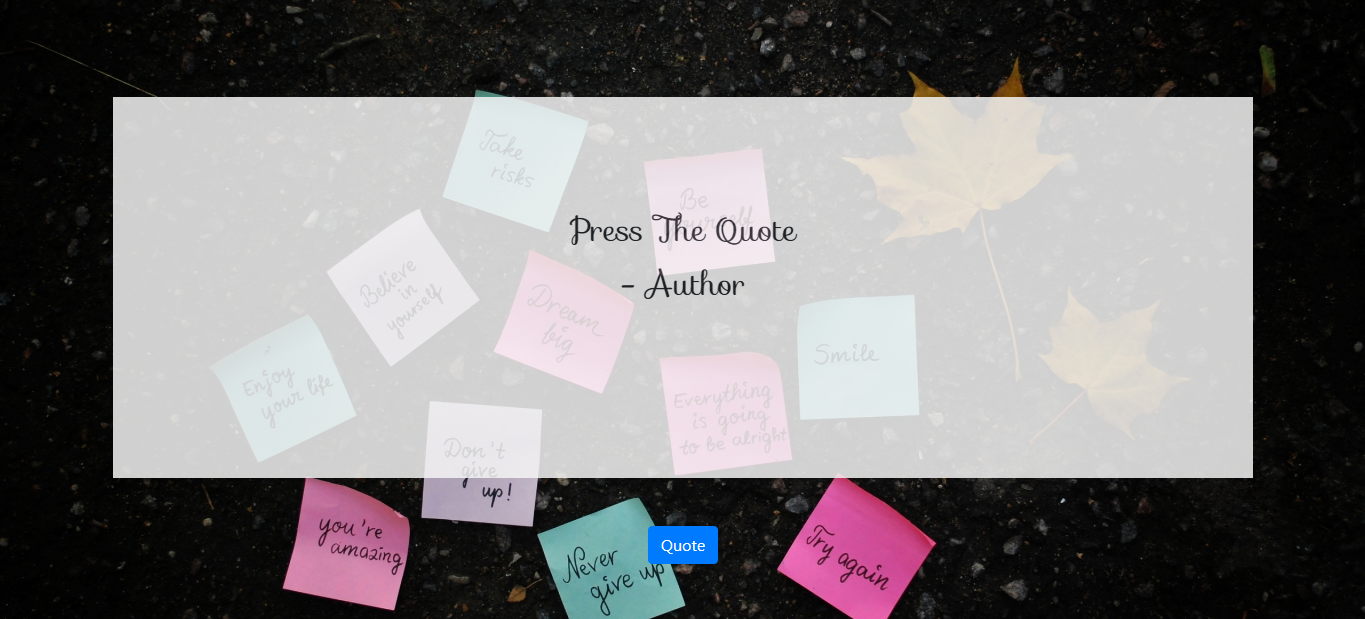 Take
risks
Be
yourself
Press The Quote
- Author
Believe
in
yourself
Dream
big
Smile
Enjoy
your life
Everything
is going
to be alright
Don't
give
up!
you're
amazing
Never
give up
Quote
Try again